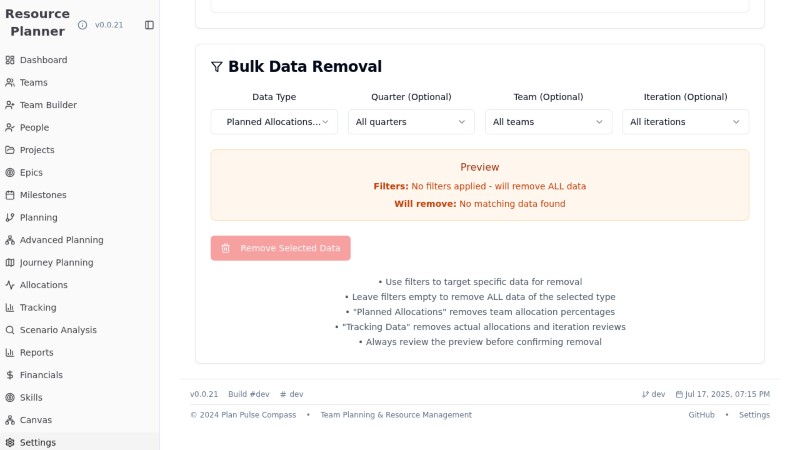 Resource
Planner
v0.0.21
Dashboard
Teams
Team Builder
People
Projects
Epics
Milestones
Planning
Advanced Planning
Journey Planning
Allocations
Tracking
Scenario Analysis
Reports
Financials
Skills
Canvas
Settings
Bulk Data Removal
Data Type Quarter (Optional) Team (Optional) Iteration (Optional)
Planned Allocations... All quarters All teams All iterations
Preview
Filters: No filters applied - will remove ALL data
Will remove: No matching data found
Remove Selected Data
• Use filters to target specific data for removal
• Leave filters empty to remove ALL data of the selected type
• "Planned Allocations" removes team allocation percentages
• "Tracking Data" removes actual allocations and iteration reviews
• Always review the preview before confirming removal
v0.0.21 Build #dev # dev dev Jul 17, 2025, 07:15 PM
© 2024 Plan Pulse Compass • Team Planning & Resource Management GitHub • Settings